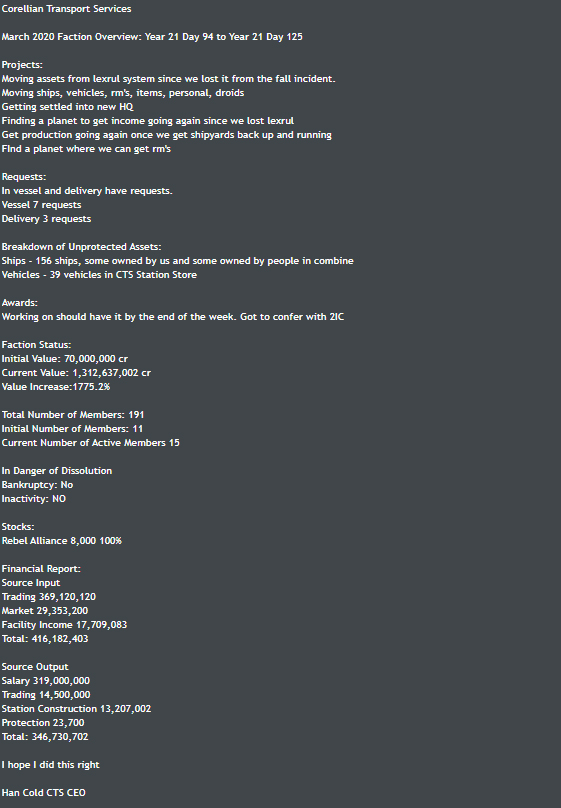 Corellian Transport Services
March 2020 Faction Overview: Year 21 Day 94 to Year 21 Day 125
Projects:
Moving assets from lexrul system since we lost it from the fall incident.
Moving ships, vehicles, rm's, items, personal, droids
Getting settled into new HQ
Finding a planet to get income going again since we lost lexrul
Get production going again once we get shipyards back up and running
FInd a planet where we can get rm's
Requests:
In vessel and delivery have requests.
Vessel 7 requests
Delivery 3 requests
Breakdown of Unprotected Assets:
Ships - 156 ships, some owned by us and some owned by people in combine
Vehicles - 39 vehicles in CTS Station Store
Awards:
Working on should have it by the end of the week. Got to confer with 2IC
Faction Status:
Initial Value: 70,000,000 cr
Current Value: 1,312,637,002 cr
Value Increase:1775.2%
Total Number of Members: 191
Initial Number of Members: 11
Current Number of Active Members 15
In Danger of Dissolution
Bankruptcy: No
Inactivity: NO
Stocks:
Rebel Alliance 8,000 100%
Financial Report:
Source Input
Trading 369,120,120
Market 29,353,200
Facility Income 17,709,083
Total: 416,182,403
Source Output
Salary 319,000,000
Trading 14,500,000
Station Construction 13,207,002
Protection 23,700
Total: 346,730,702
I hope I did this right
Han Cold CTS CEO